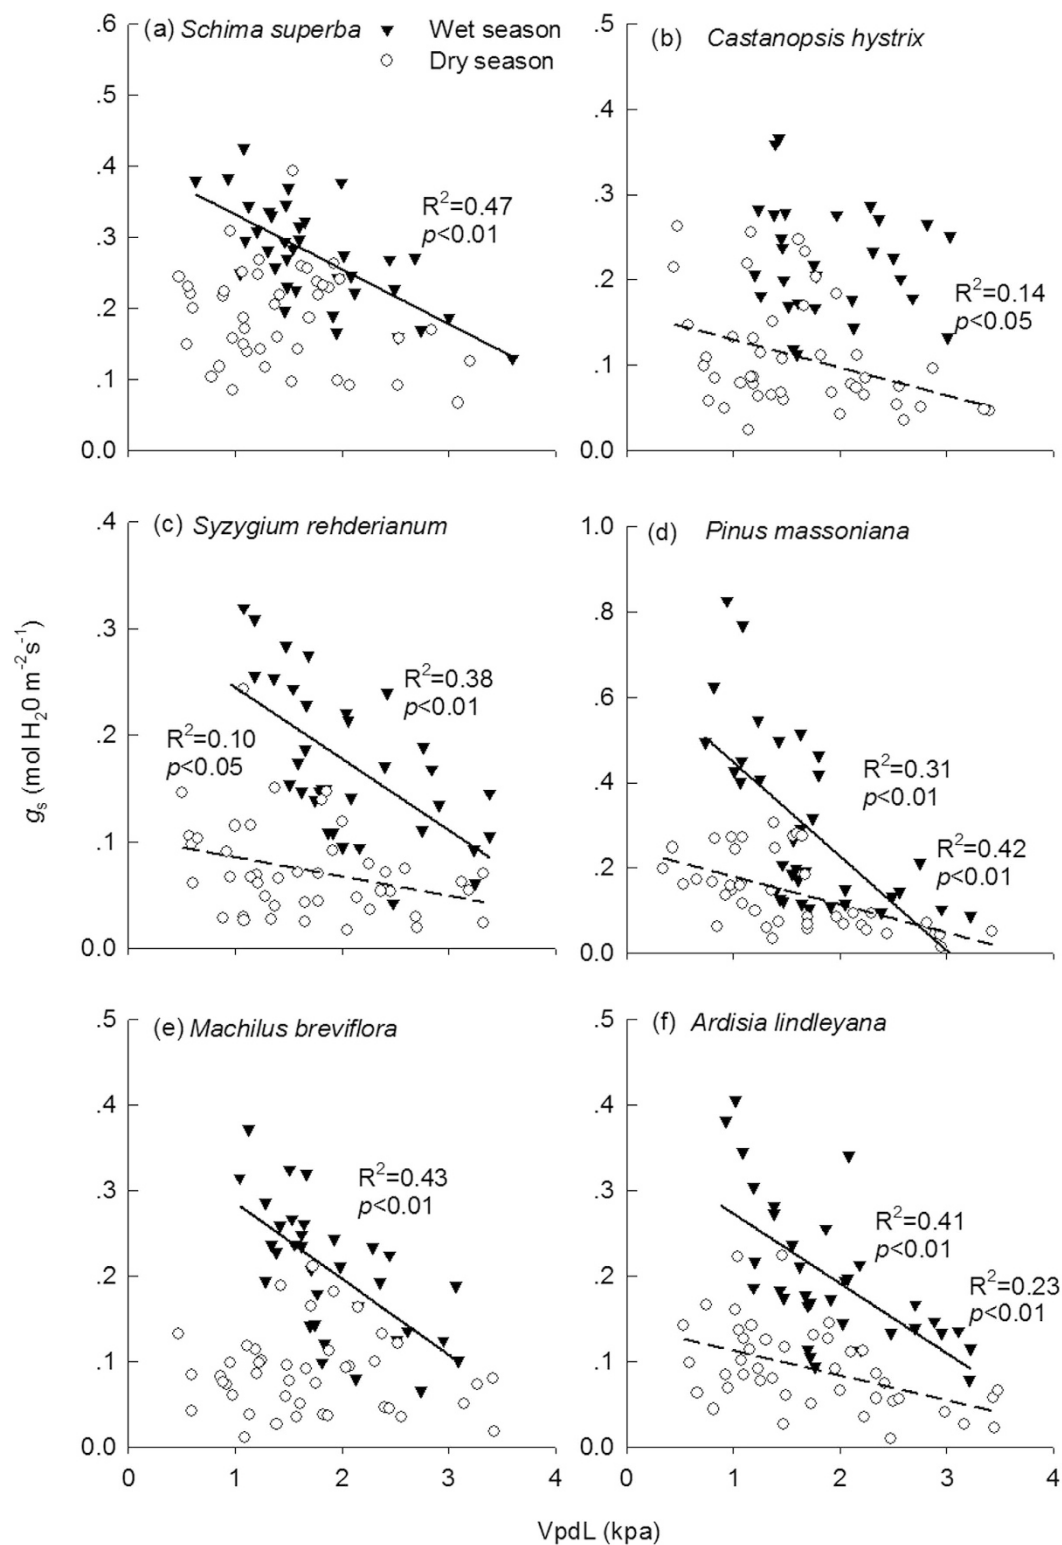 (a) Schima superba
Wet season
Dry season
.6
.5
.4
.3
.2
.1
0.0
R²=0.47
p<0.01
(b) Castanopsis hystrix
.5
.4
.3
.2
.1
0.0
R²=0.14
p<0.05
(c) Syzygium rehderianum
.4
.3
.2
.1
0.0
R²=0.38
p<0.01
R²=0.10
p<0.05
(d) Pinus massoniana
1.0
.8
.6
.4
.2
0.0
R²=0.31
p<0.01
R²=0.42
p<0.01
gs (mol H₂0 m⁻²s⁻¹)
(e) Machilus breviflora
.5
.4
.3
.2
.1
0.0
R²=0.43
p<0.01
0 1 2 3 4
(f) Ardisia lindleyana
.5
.4
.3
.2
.1
0.0
R²=0.41
p<0.01
R²=0.23
p<0.01
0 1 2 3 4
VpdL (kpa)